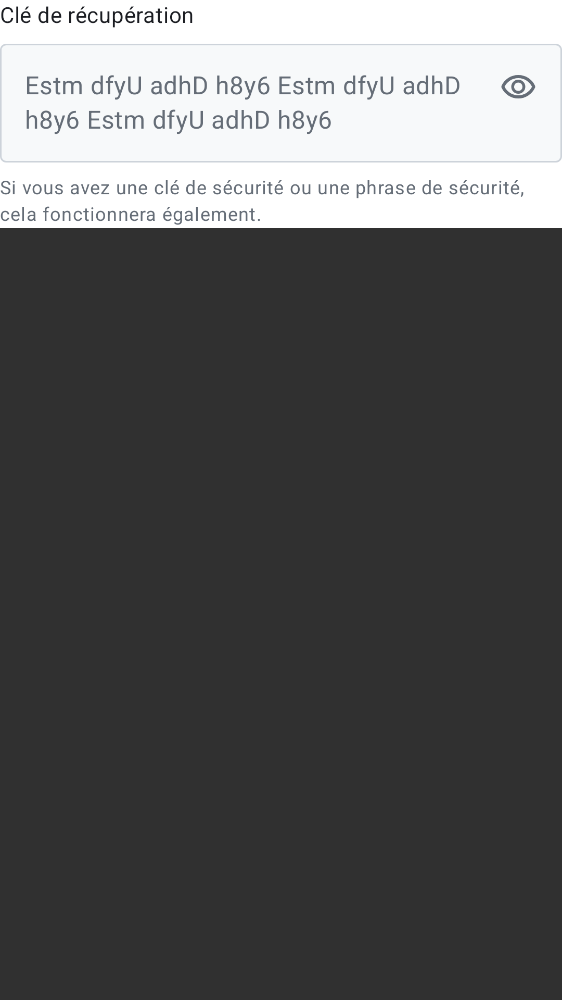 Clé de récupération
Estm dfyU adhD h8y6 Estm dfyU adhD
h8y6 Estm dfyU adhD h8y6
Si vous avez une clé de sécurité ou une phrase de sécurité,
cela fonctionnera également.